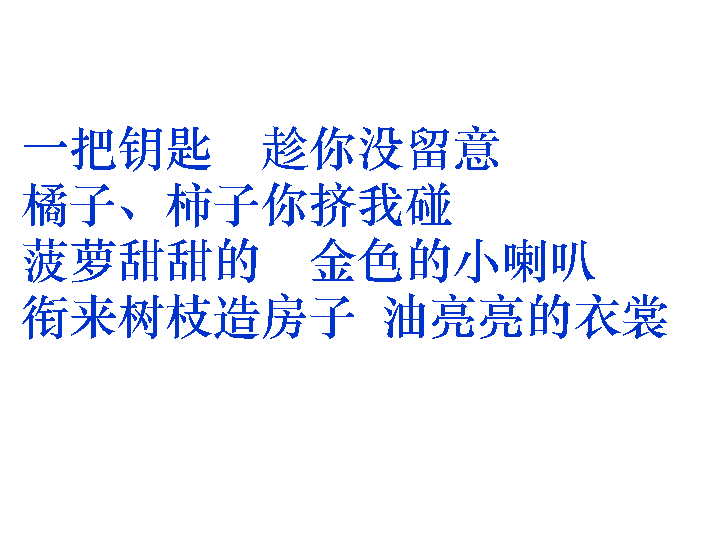 一把钥匙　趁你没留意
橘子、柿子你挤我碰
菠萝甜甜的　金色的小喇叭
衔来树枝造房子 油亮亮的衣裳